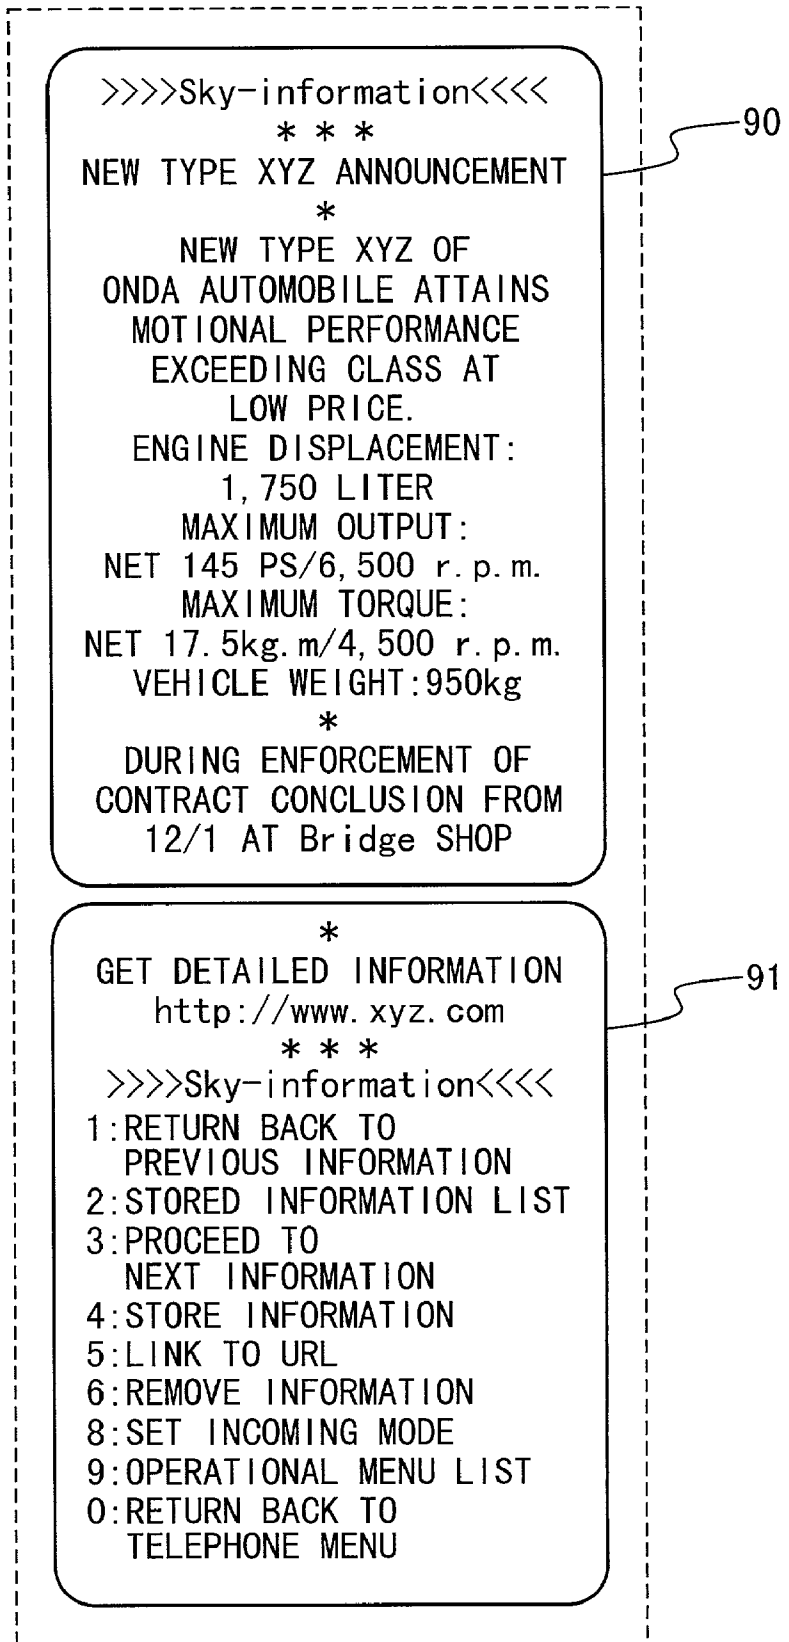 >>>>Sky-information<<<<
* * *
NEW TYPE XYZ ANNOUNCEMENT
*
NEW TYPE XYZ OF
ONDA AUTOMOBILE ATTAINS
MOTIONAL PERFORMANCE
EXCEEDING CLASS AT
LOW PRICE.
ENGINE DISPLACEMENT:
1,750 LITER
MAXIMUM OUTPUT:
NET 145 PS/6,500 r.p.m.
MAXIMUM TORQUE:
NET 17.5kg.m/4,500 r.p.m.
VEHICLE WEIGHT:950kg
*
DURING ENFORCEMENT OF
CONTRACT CONCLUSION FROM
12/1 AT Bridge SHOP
90
*
GET DETAILED INFORMATION
http://www.xyz.com
* * *
>>>>Sky-information<<<<
1:RETURN BACK TO
PREVIOUS INFORMATION
2:STORED INFORMATION LIST
3:PROCEED TO
NEXT INFORMATION
4:STORE INFORMATION
5:LINK TO URL
6:REMOVE INFORMATION
8:SET INCOMING MODE
9:OPERATIONAL MENU LIST
0:RETURN BACK TO
TELEPHONE MENU
91